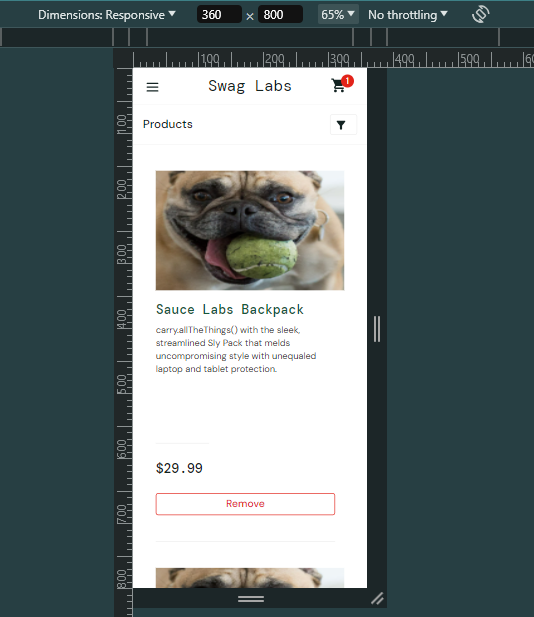 Dimensions: Responsive 360 × 800 65% No throttling
100 200 300 400 500 600
Swag Labs 1
Products
100
200
300
400
500
600
700
800
Sauce Labs Backpack
carry.allTheThings() with the sleek,
streamlined Sly Pack that melds
uncompromising style with unequaled
laptop and tablet protection.
$29.99
Remove